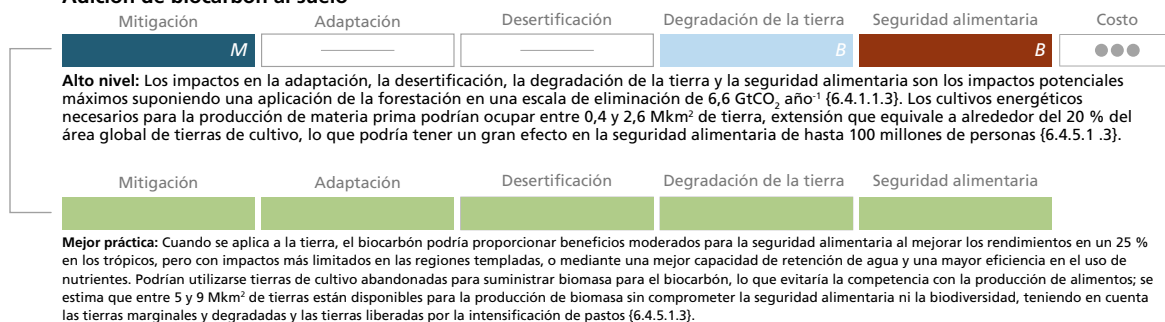 Adición de biocarbón al suelo
Mitigación Adaptación Desertificación Degradación de la tierra Seguridad alimentaria Costo
M B B
Alto nivel: Los impactos en la adaptación, la desertificación, la degradación de la tierra y la seguridad alimentaria son los impactos potenciales
máximos suponiendo una aplicación de la forestación en una escala de eliminación de 6,6 GtCO₂ año⁻¹ {6.4.1.1.3}. Los cultivos energéticos
necesarios para la producción de materia prima podrían ocupar entre 0,4 y 2,6 Mkm² de tierra, extensión que equivale a alrededor del 20 % del
área global de tierras de cultivo, lo que podría tener un gran efecto en la seguridad alimentaria de hasta 100 millones de personas {6.4.5.1 .3}.
Mitigación Adaptación Desertificación Degradación de la tierra Seguridad alimentaria
Mejor práctica: Cuando se aplica a la tierra, el biocarbón podría proporcionar beneficios moderados para la seguridad alimentaria al mejorar los rendimientos en un 25 %
en los trópicos, pero con impactos más limitados en las regiones templadas, o mediante una mejor capacidad de retención de agua y una mayor eficiencia en el uso de
nutrientes. Podrían utilizarse tierras de cultivo abandonadas para suministrar biomasa para el biocarbón, lo que evitaría la competencia con la producción de alimentos; se
estima que entre 5 y 9 Mkm² de tierras están disponibles para la producción de biomasa sin comprometer la seguridad alimentaria ni la biodiversidad, teniendo en cuenta
las tierras marginales y degradadas y las tierras liberadas por la intensificación de pastos {6.4.5.1.3}.